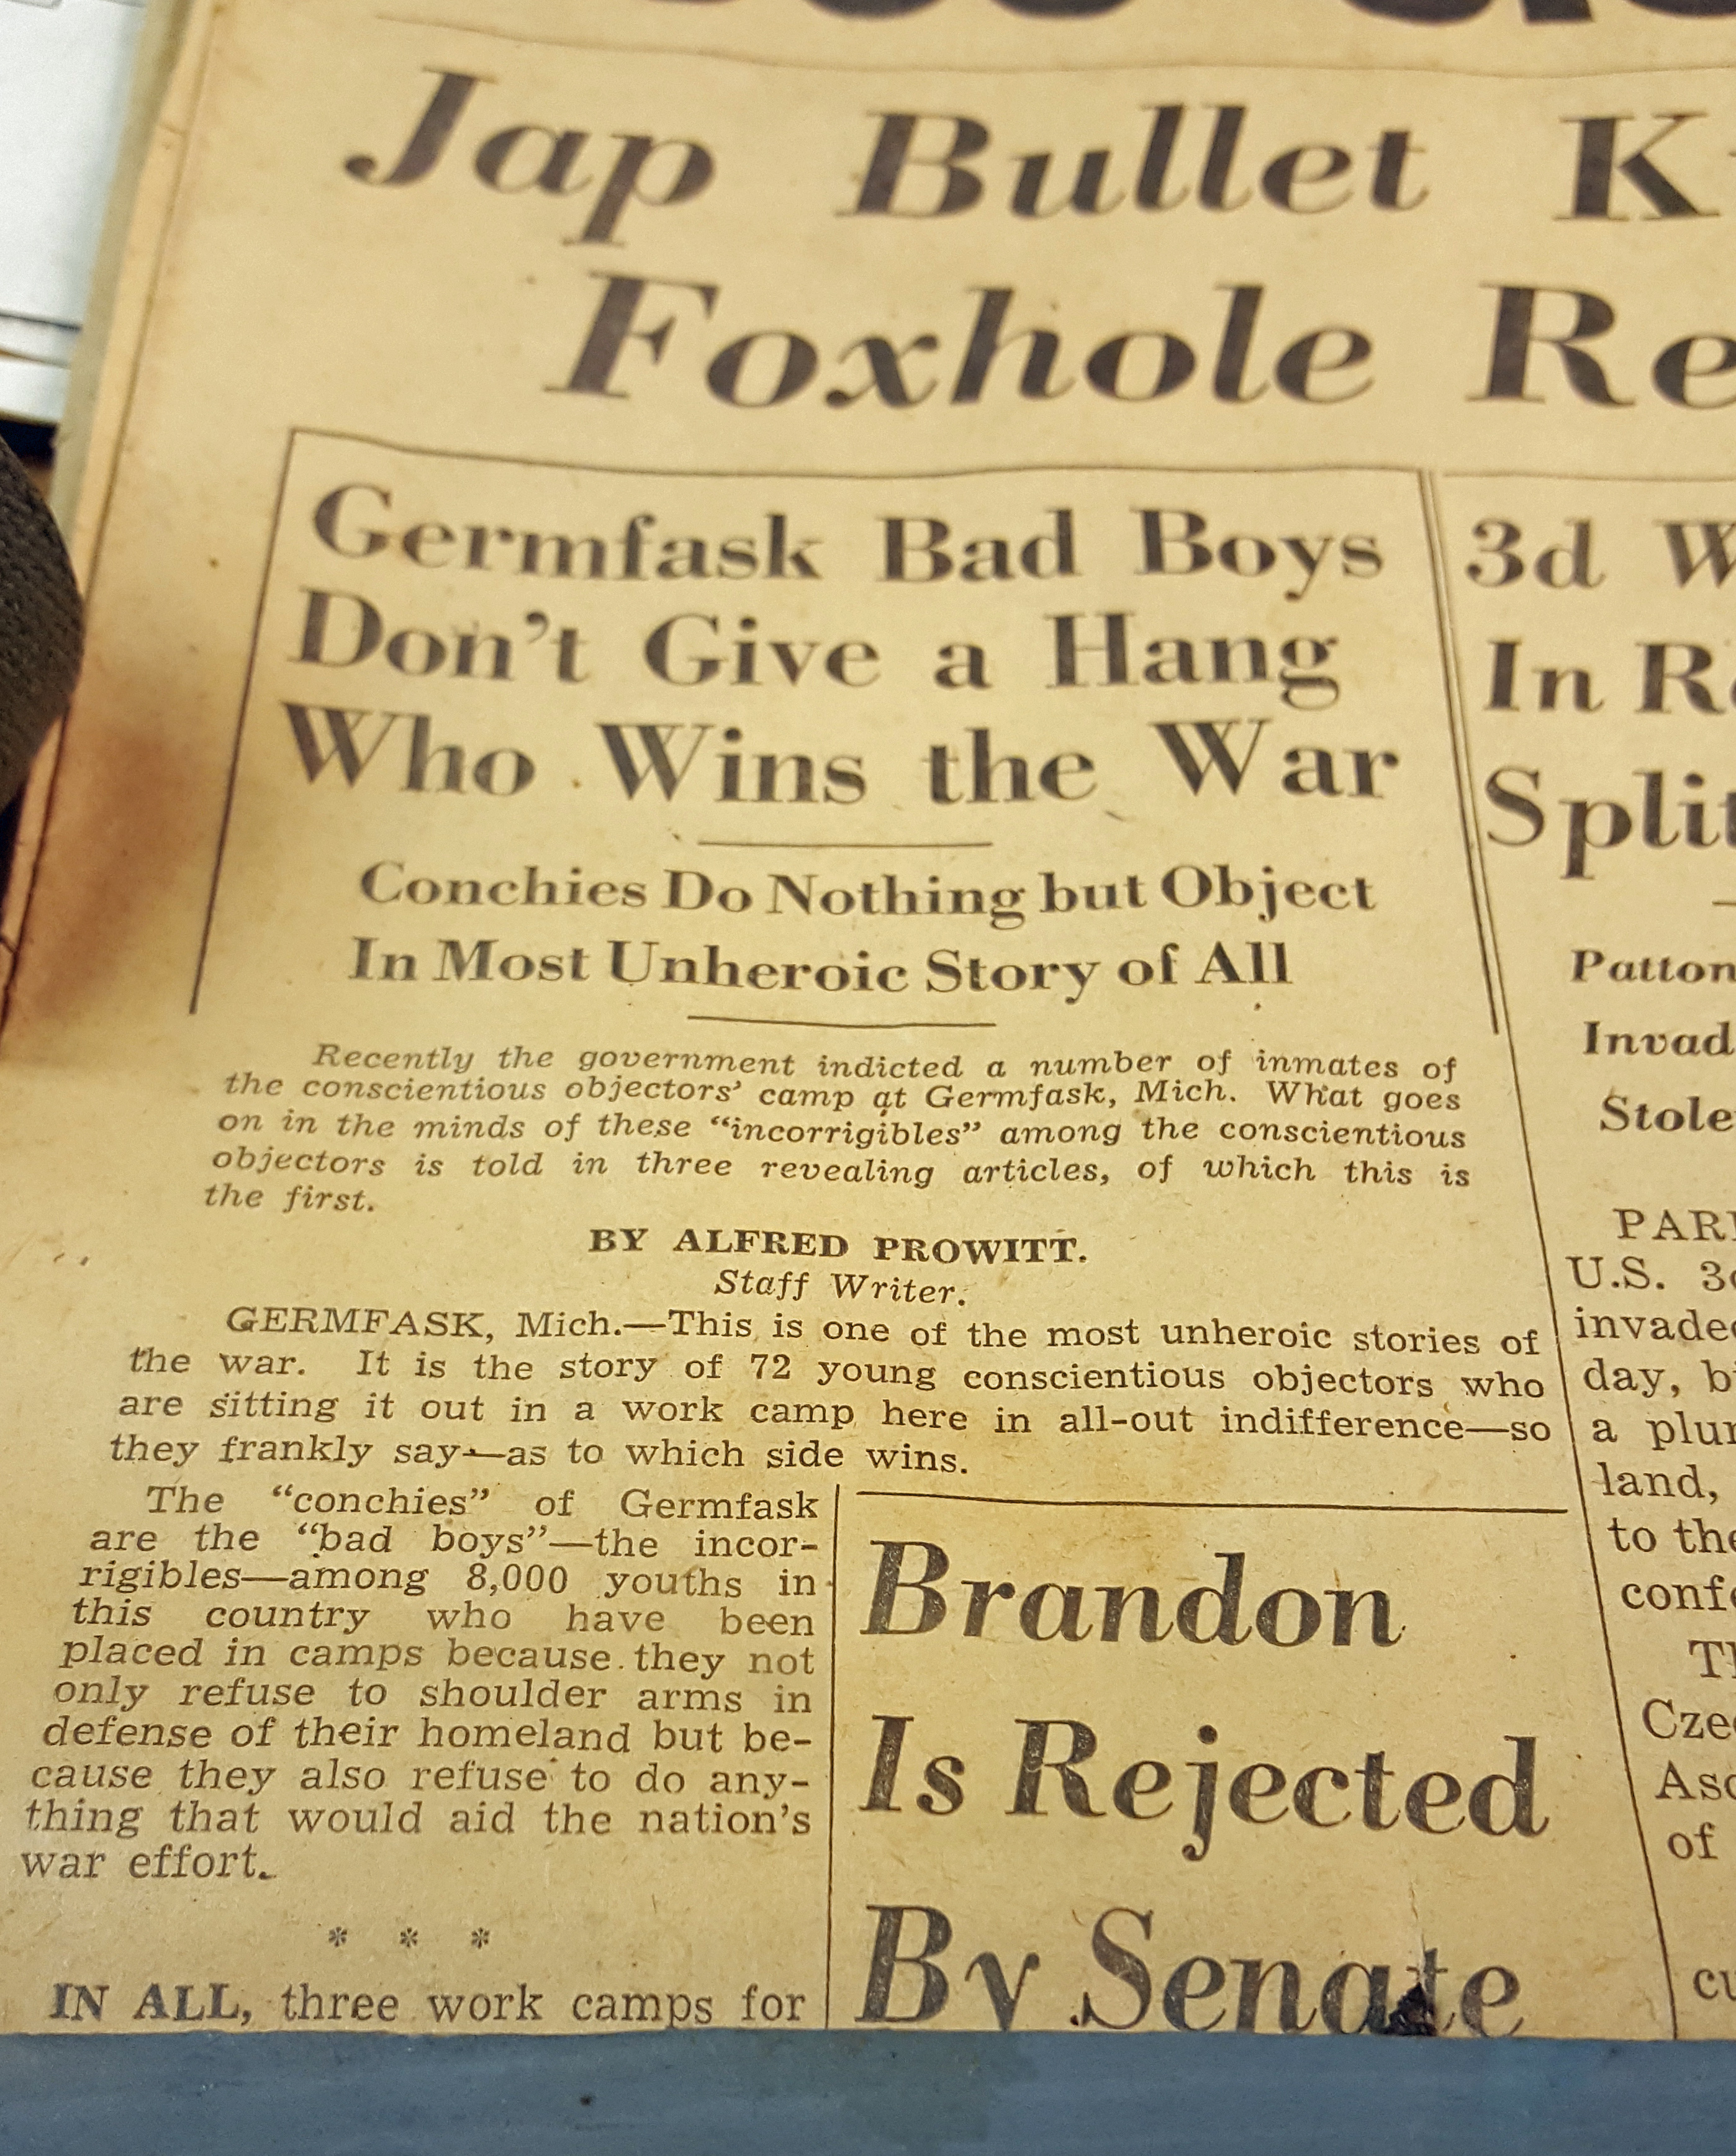 Jap Bullet K
Foxhole Re
Germfask Bad Boys
Don't Give a Hang
Who Wins the War
Conchies Do Nothing but Object
In Most Unheroic Story of All
Recently the government indicted a number of inmates of
the conscientious objectors' camp at Germfask, Mich. What goes
on in the minds of these "incorrigibles" among the conscientious
objectors is told in three revealing articles, of which this is
the first.
BY ALFRED PROWITT.
Staff Writer.
GERMFASK, Mich.—This is one of the most unheroic stories of
the war. It is the story of 72 young conscientious objectors who
are sitting it out in a work camp here in all-out indifference—so
they frankly say—as to which side wins.
The "conchies" of Germfask
are the "bad boys"—the incor-
rigibles—among 8,000 youths in
this country who have been
placed in camps because they not
only refuse to shoulder arms in
defense of their homeland but be-
cause they also refuse to do any-
thing that would aid the nation's
war effort.
* * *
IN ALL, three work camps for
Brandon
Is Rejected
By Senate
3d W
In R
Split
Patton
Invad
Stole
PARI
U.S. 3d
invaded
day, b
a plun
land,
to the
confe
Th
Czec
Asc
of
cu